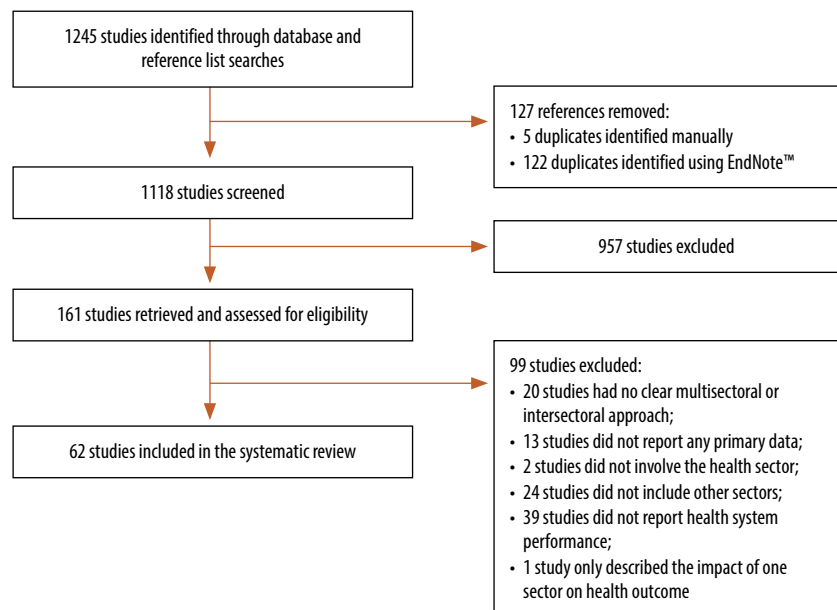 1245 studies identified through database and
reference list searches
127 references removed:
• 5 duplicates identified manually
• 122 duplicates identified using EndNote™
1118 studies screened
957 studies excluded
161 studies retrieved and assessed for eligibility
99 studies excluded:
• 20 studies had no clear multisectoral or
intersectoral approach;
• 13 studies did not report any primary data;
• 2 studies did not involve the health sector;
• 24 studies did not include other sectors;
• 39 studies did not report health system
performance;
• 1 study only described the impact of one
sector on health outcome
62 studies included in the systematic review